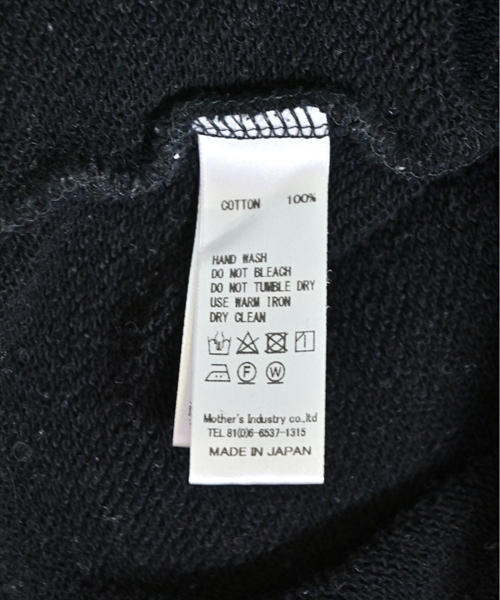 COTTON 100%
HAND WASH
DO NOT BLEACH
DO NOT TUMBLE DRY
USE WARM IRON
DRY CLEAN
F W
Mother's Industry co.,ltd
TEL 81(0)6-6537-1315
MADE IN JAPAN